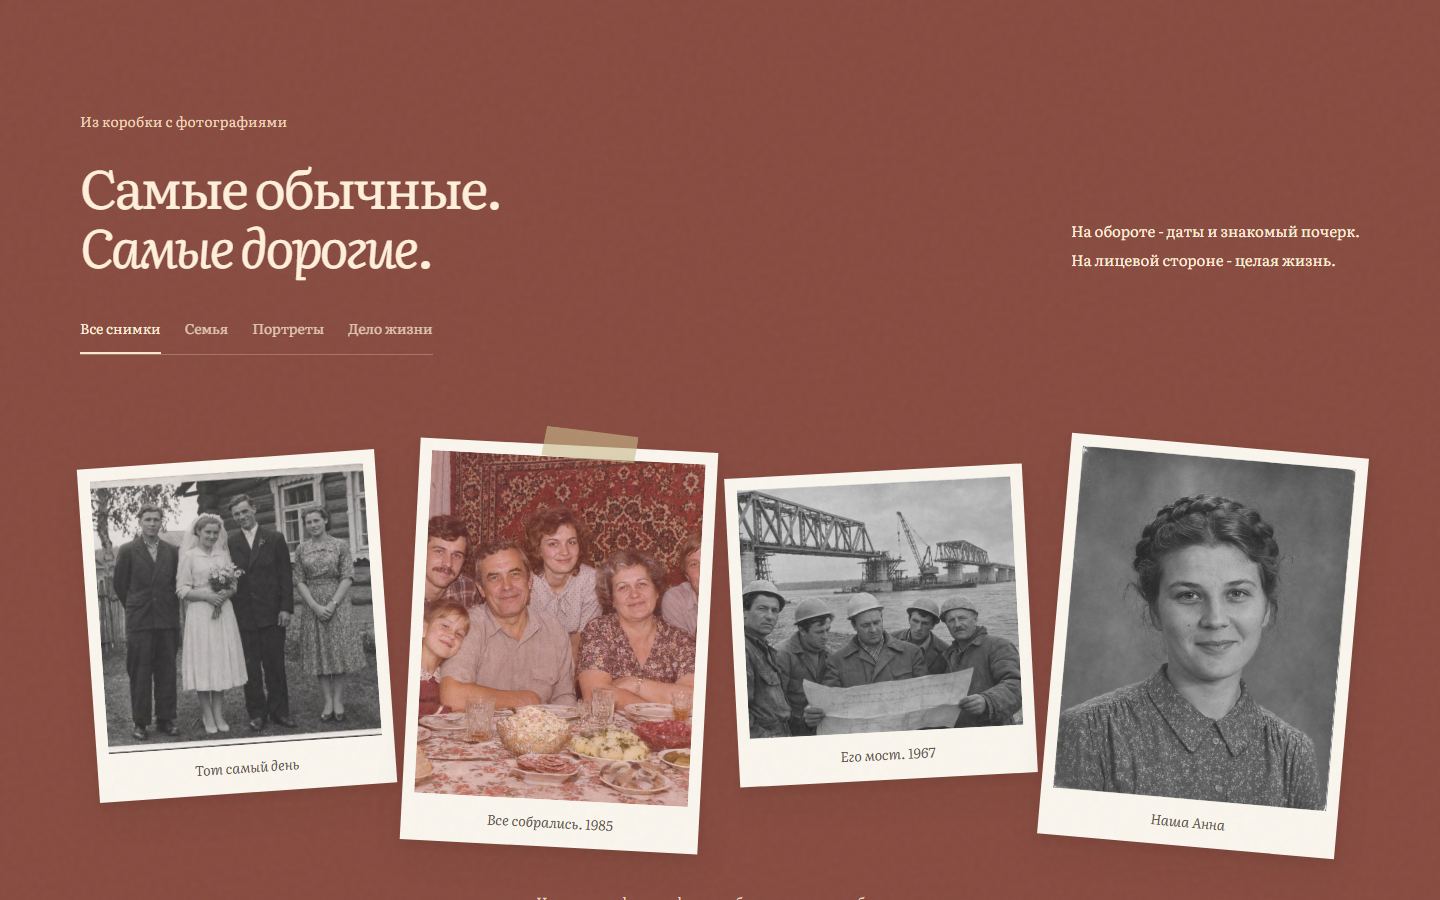 Из коробки с фотографиями
Самые обычные.
Самые дорогие.
На обороте - даты и знакомый почерк.
На лицевой стороне - целая жизнь.
Все снимки
Семья
Портреты
Дело жизни
Тот самый день
Все собрались. 1985
Его мост. 1967
Наша Анна